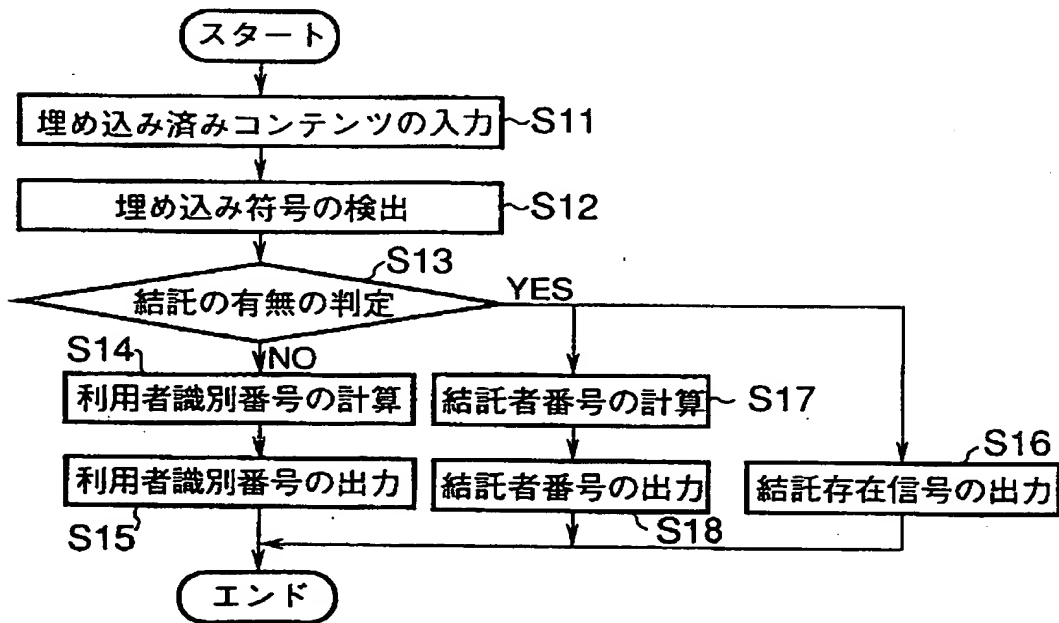 スタート
埋め込み済みコンテンツの入力
S11
埋め込み符号の検出
S12
S13
結託の有無の判定
YES
NO
S14
利用者識別番号の計算
結託者番号の計算
S17
S16
利用者識別番号の出力
結託者番号の出力
結託存在信号の出力
S15
S18
エンド